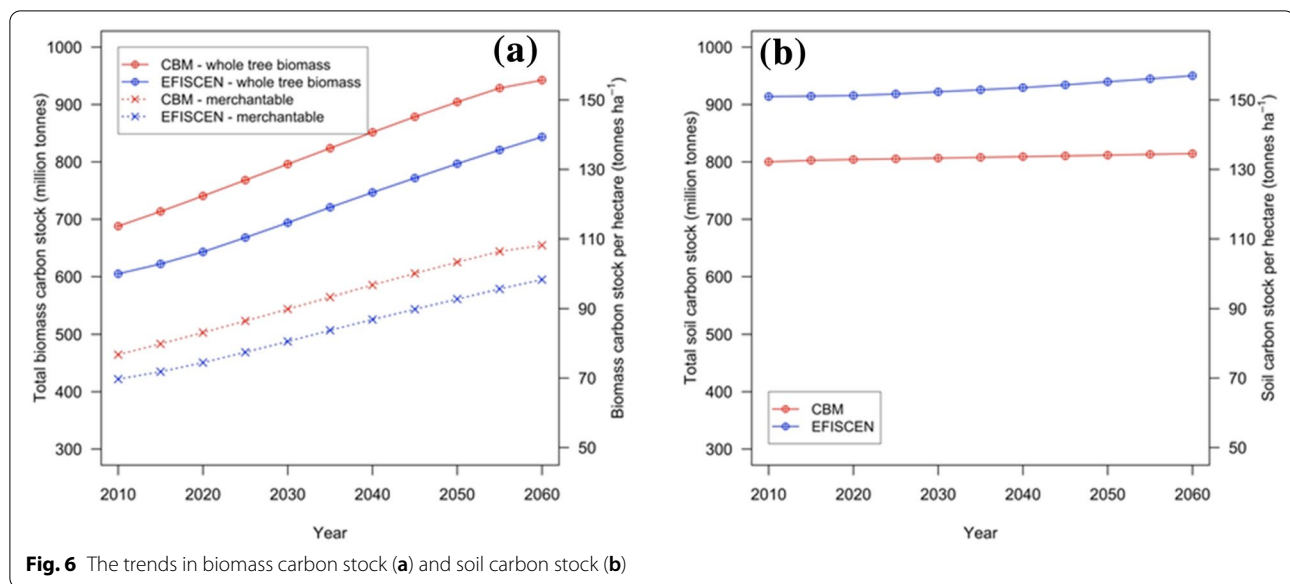 (a)
CBM - whole tree biomass
EFISCEN - whole tree biomass
CBM - merchantable
EFISCEN - merchantable
Total biomass carbon stock (million tonnes)
1000
900
800
700
600
500
400
300
Biomass carbon stock per hectare (tonnes ha⁻¹)
150
130
110
90
70
50
2010 2020 2030 2040 2050 2060
Year
(b)
Total soil carbon stock (million tonnes)
1000
900
800
700
600
500
400
300
Soil carbon stock per hectare (tonnes ha⁻¹)
150
130
110
90
70
50
CBM
EFISCEN
2010 2020 2030 2040 2050 2060
Year
Fig. 6 The trends in biomass carbon stock (a) and soil carbon stock (b)